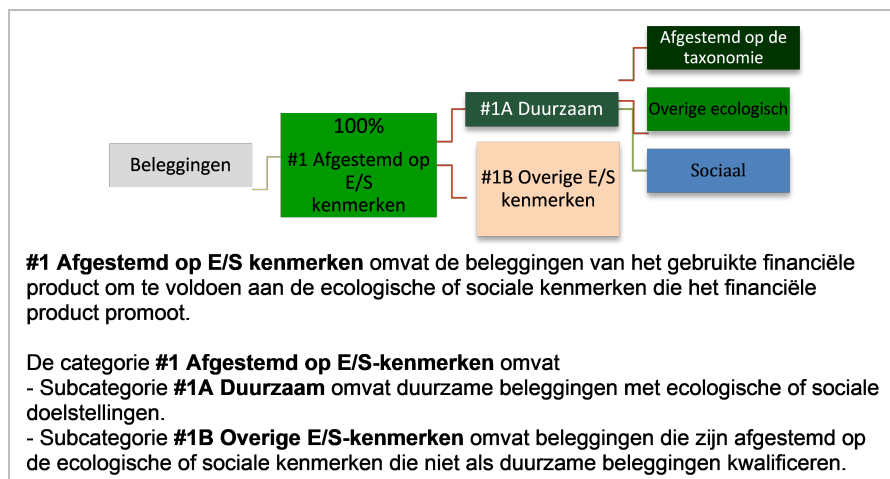 Afgestemd op de
taxonomie
#1A Duurzaam
Overige ecologisch
100%
#1 Afgestemd op
E/S
kenmerken
Beleggingen
#1B Overige E/S
kenmerken
Sociaal
#1 Afgestemd op E/S kenmerken omvat de beleggingen van het gebruikte financiële
product om te voldoen aan de ecologische of sociale kenmerken die het financiële
product promoot.
De categorie #1 Afgestemd op E/S-kenmerken omvat
- Subcategorie #1A Duurzaam omvat duurzame beleggingen met ecologische of sociale
doelstellingen.
- Subcategorie #1B Overige E/S-kenmerken omvat beleggingen die zijn afgestemd op
de ecologische of sociale kenmerken die niet als duurzame beleggingen kwalificeren.